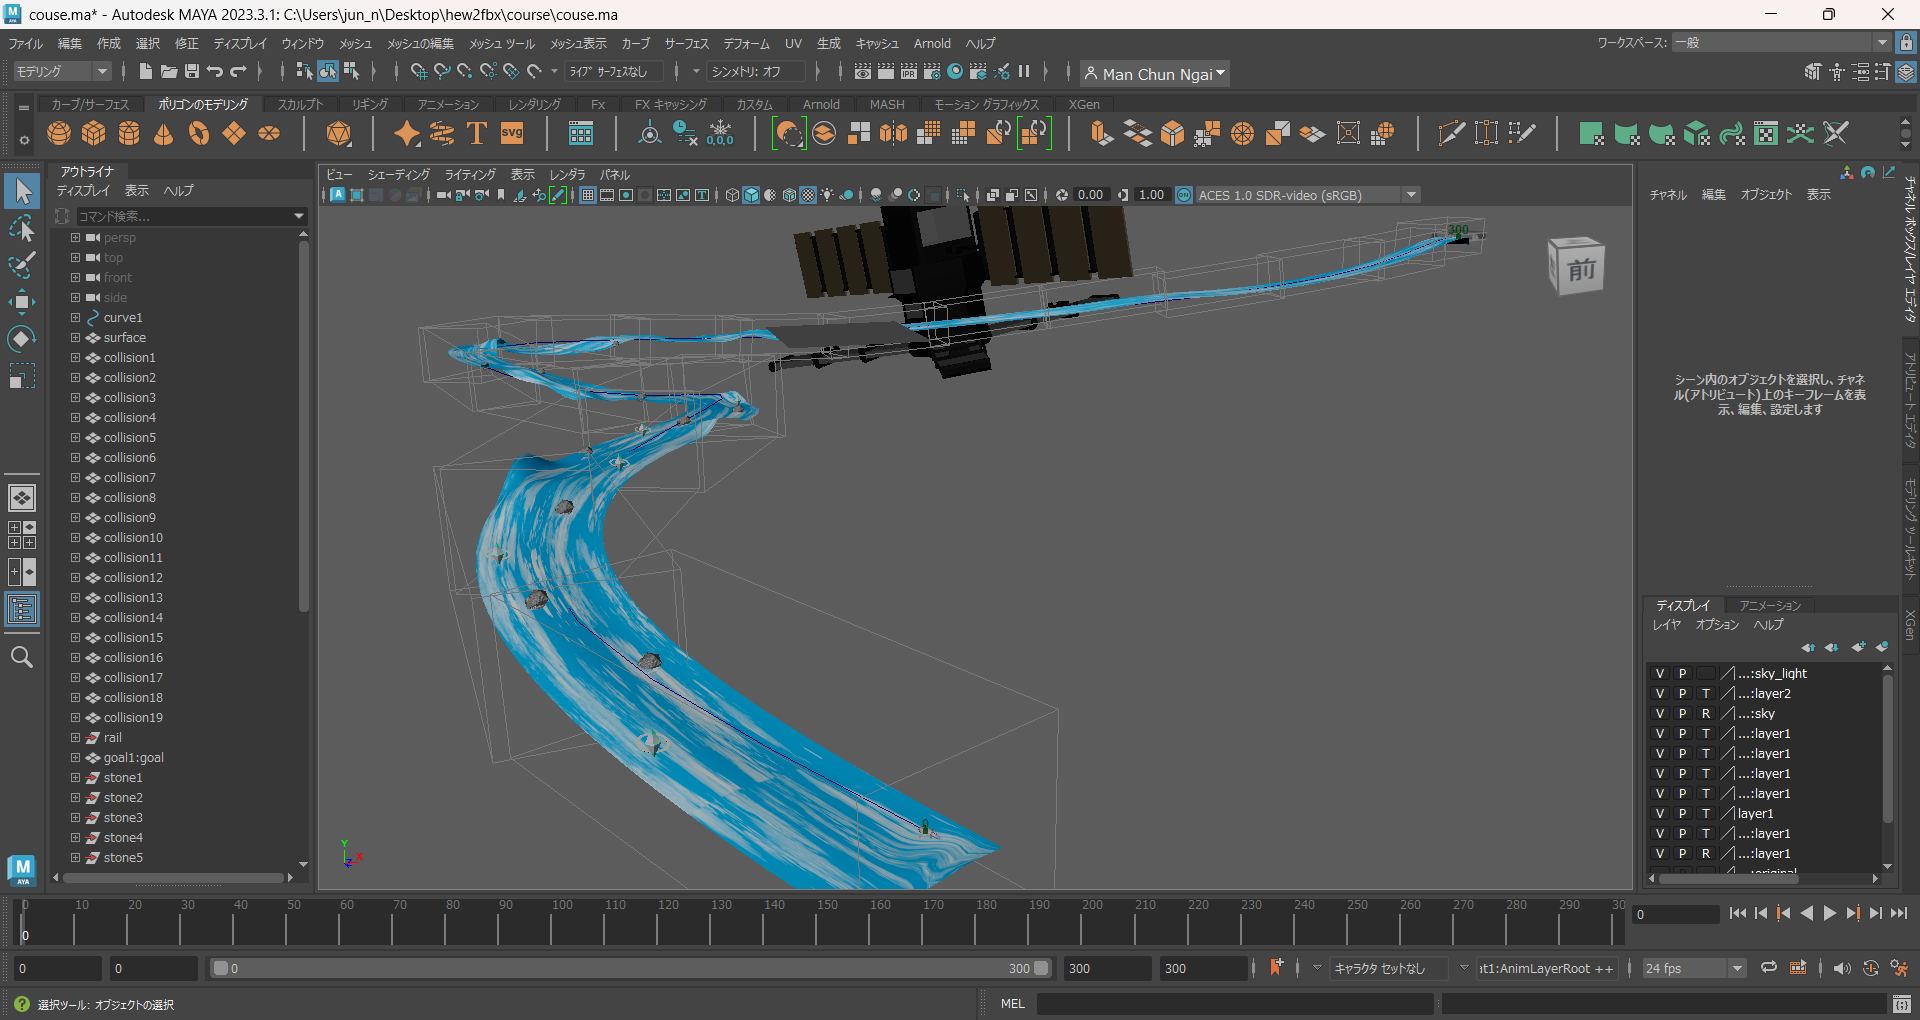 couse.ma* - Autodesk MAYA 2023.3.1: C:\Users\jun_n\Desktop\hew2fbx\course\couse.ma
ファイル 編集 作成 選択 修正 ディスプレイ ウィンドウ メッシュ メッシュの編集 メッシュ ツール メッシュ表示 カーブ サーフェス デフォーム UV 生成 キャッシュ Arnold ヘルプ ワークスペース: 一般
モデリング ライブ サーフェスなし シンメトリ: オフ Man Chun Ngai
カーブ/サーフェス ポリゴンのモデリング スカルプト リギング アニメーション レンダリング Fx FX キャッシング カスタム Arnold MASH モーション グラフィックス XGen
T SVG 0,0,0
アウトライナ
ディスプレイ 表示 ヘルプ
コマンド検索...
persp
top
front
side
curve1
surface
collision1
collision2
collision3
collision4
collision5
collision6
collision7
collision8
collision9
collision10
collision11
collision12
collision13
collision14
collision15
collision16
collision17
collision18
collision19
rail
goal1:goal
stone1
stone2
stone3
stone4
stone5
ビュー シェーディング ライティング 表示 レンダラ パネル
0.00 1.00 ON ACES 1.0 SDR-video (sRGB)
300
前
Y
X
Z
チャネル 編集 オブジェクト 表示
シーン内のオブジェクトを選択し、チャネ
ル(アトリビュート)上のキーフレームを表
示、編集、設定します
チャネル ボックス/レイヤ エディタ
アトリビュート エディタ
モデリング ツールキット
XGen
ディスプレイ アニメーション
レイヤ オプション ヘルプ
V P ...:sky_light
V P T ...:layer2
V P R ...:sky
V P T ...:layer1
V P T ...:layer1
V P T ...:layer1
V P T ...:layer1
V P T layer1
V P T ...:layer1
V P R ...:layer1
M
AYA
0 10 20 30 40 50 60 70 80 90 100 110 120 130 140 150 160 170 180 190 200 210 220 230 240 250 260 270 280 290 30
0
0
0 0 0 300 300 300 キャラクタ セットなし at1:AnimLayerRoot ++ 24 fps
選択ツール: オブジェクトの選択 MEL